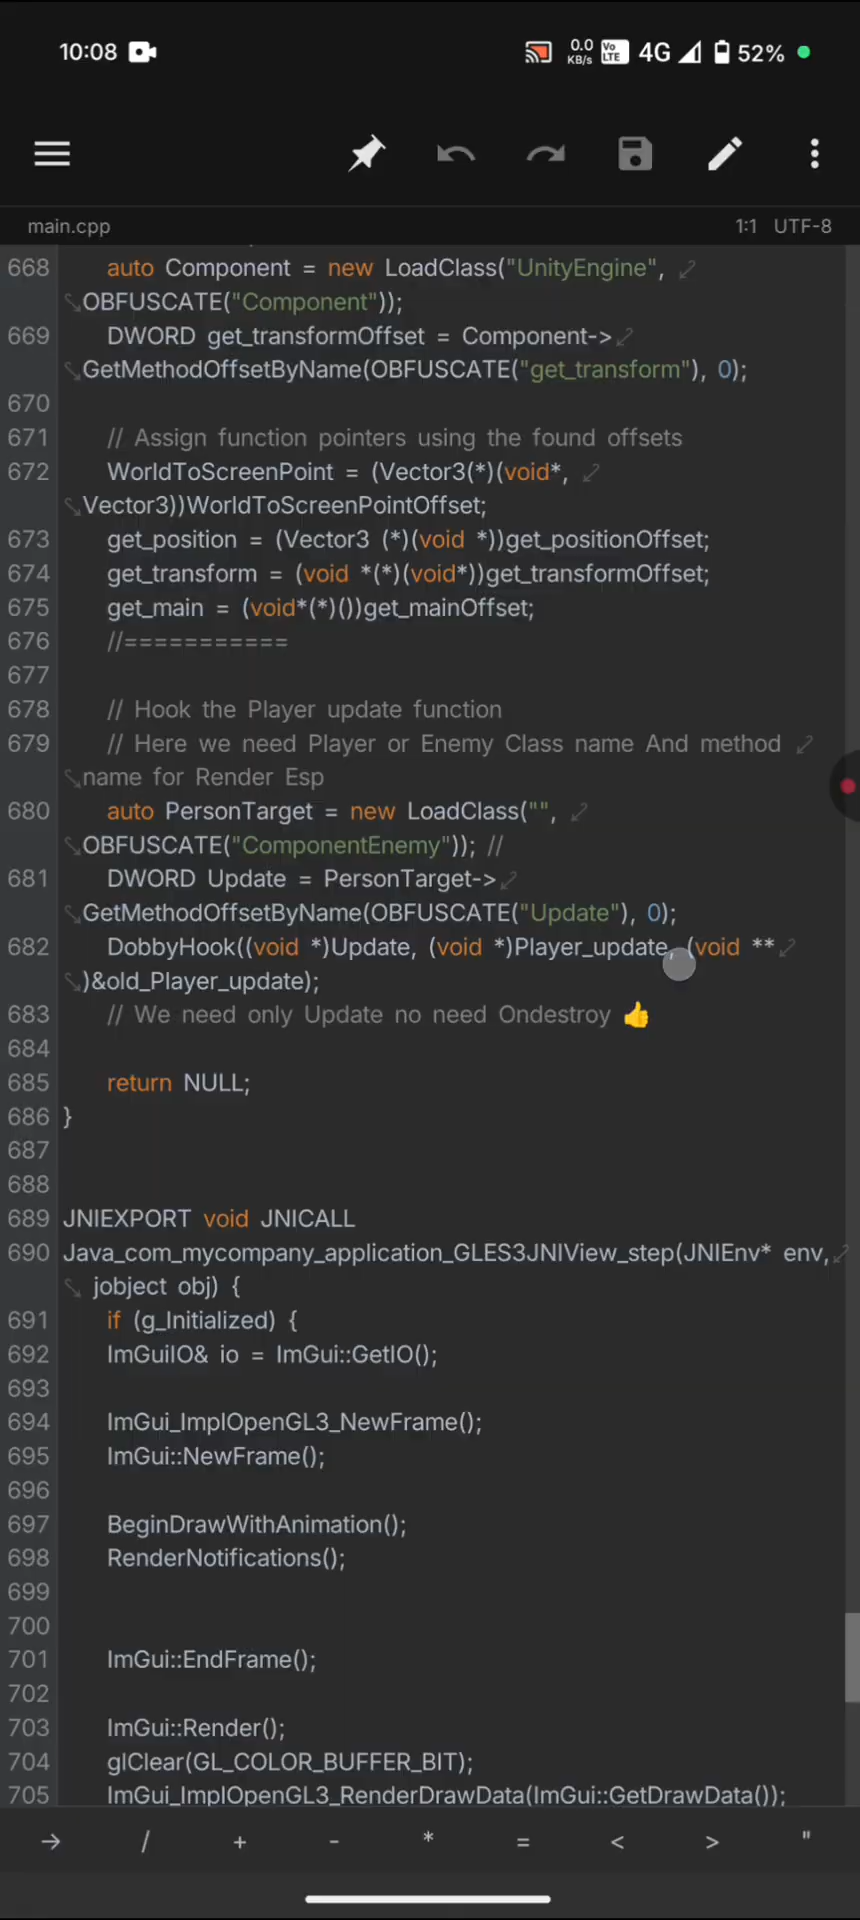 10:08 0.0 KB/s Vo LTE 4G 52%
main.cpp 1:1 UTF-8
668 auto Component = new LoadClass("UnityEngine",
OBFUSCATE("Component"));
669 DWORD get_transformOffset = Component->
GetMethodOffsetByName(OBFUSCATE("get_transform"), 0);
670
671 // Assign function pointers using the found offsets
672 WorldToScreenPoint = (Vector3(*)(void*,
Vector3))WorldToScreenPointOffset;
673 get_position = (Vector3 (*)(void *))get_positionOffset;
674 get_transform = (void *(*)(void*))get_transformOffset;
675 get_main = (void*(*)())get_mainOffset;
676 //===========
677
678 // Hook the Player update function
679 // Here we need Player or Enemy Class name And method
name for Render Esp
680 auto PersonTarget = new LoadClass("",
OBFUSCATE("ComponentEnemy")); //
681 DWORD Update = PersonTarget->
GetMethodOffsetByName(OBFUSCATE("Update"), 0);
682 DobbyHook((void *)Update, (void *)Player_update, (void **
)&old_Player_update);
683 // We need only Update no need Ondestroy 👍
684
685 return NULL;
686 }
687
688
689 JNIEXPORT void JNICALL
690 Java_com_mycompany_application_GLES3JNIView_step(JNIEnv* env,
jobject obj) {
691 if (g_Initialized) {
692 ImGuiIO& io = ImGui::GetIO();
693
694 ImGui_ImplOpenGL3_NewFrame();
695 ImGui::NewFrame();
696
697 BeginDrawWithAnimation();
698 RenderNotifications();
699
700
701 ImGui::EndFrame();
702
703 ImGui::Render();
704 glClear(GL_COLOR_BUFFER_BIT);
705 ImGui_ImplOpenGL3_RenderDrawData(ImGui::GetDrawData());
→ / + - * = < > "